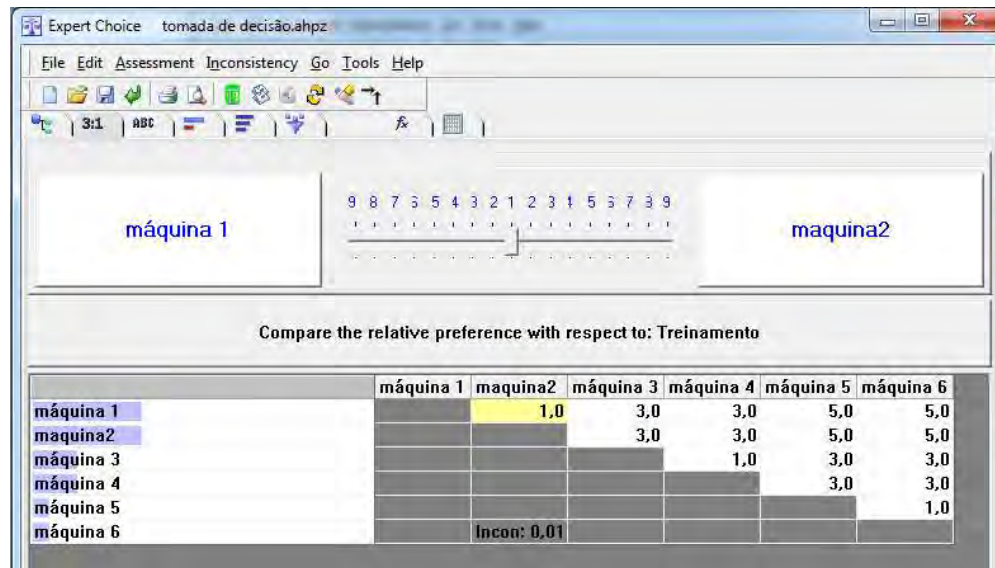 Expert Choice tomada de decisão.ahpz
File Edit Assessment Inconsistency Go Tools Help
3:1 ABC fx
máquina 1
9 8 7 6 5 4 3 2 1 2 3 4 5 6 7 8 9
maquina2
Compare the relative preference with respect to: Treinamento
máquina 1 maquina2 máquina 3 máquina 4 máquina 5 máquina 6
máquina 1 1,0 3,0 3,0 5,0 5,0
maquina2 3,0 3,0 5,0 5,0
máquina 3 1,0 3,0 3,0
máquina 4 3,0 3,0
máquina 5 1,0
máquina 6 Incon: 0,01